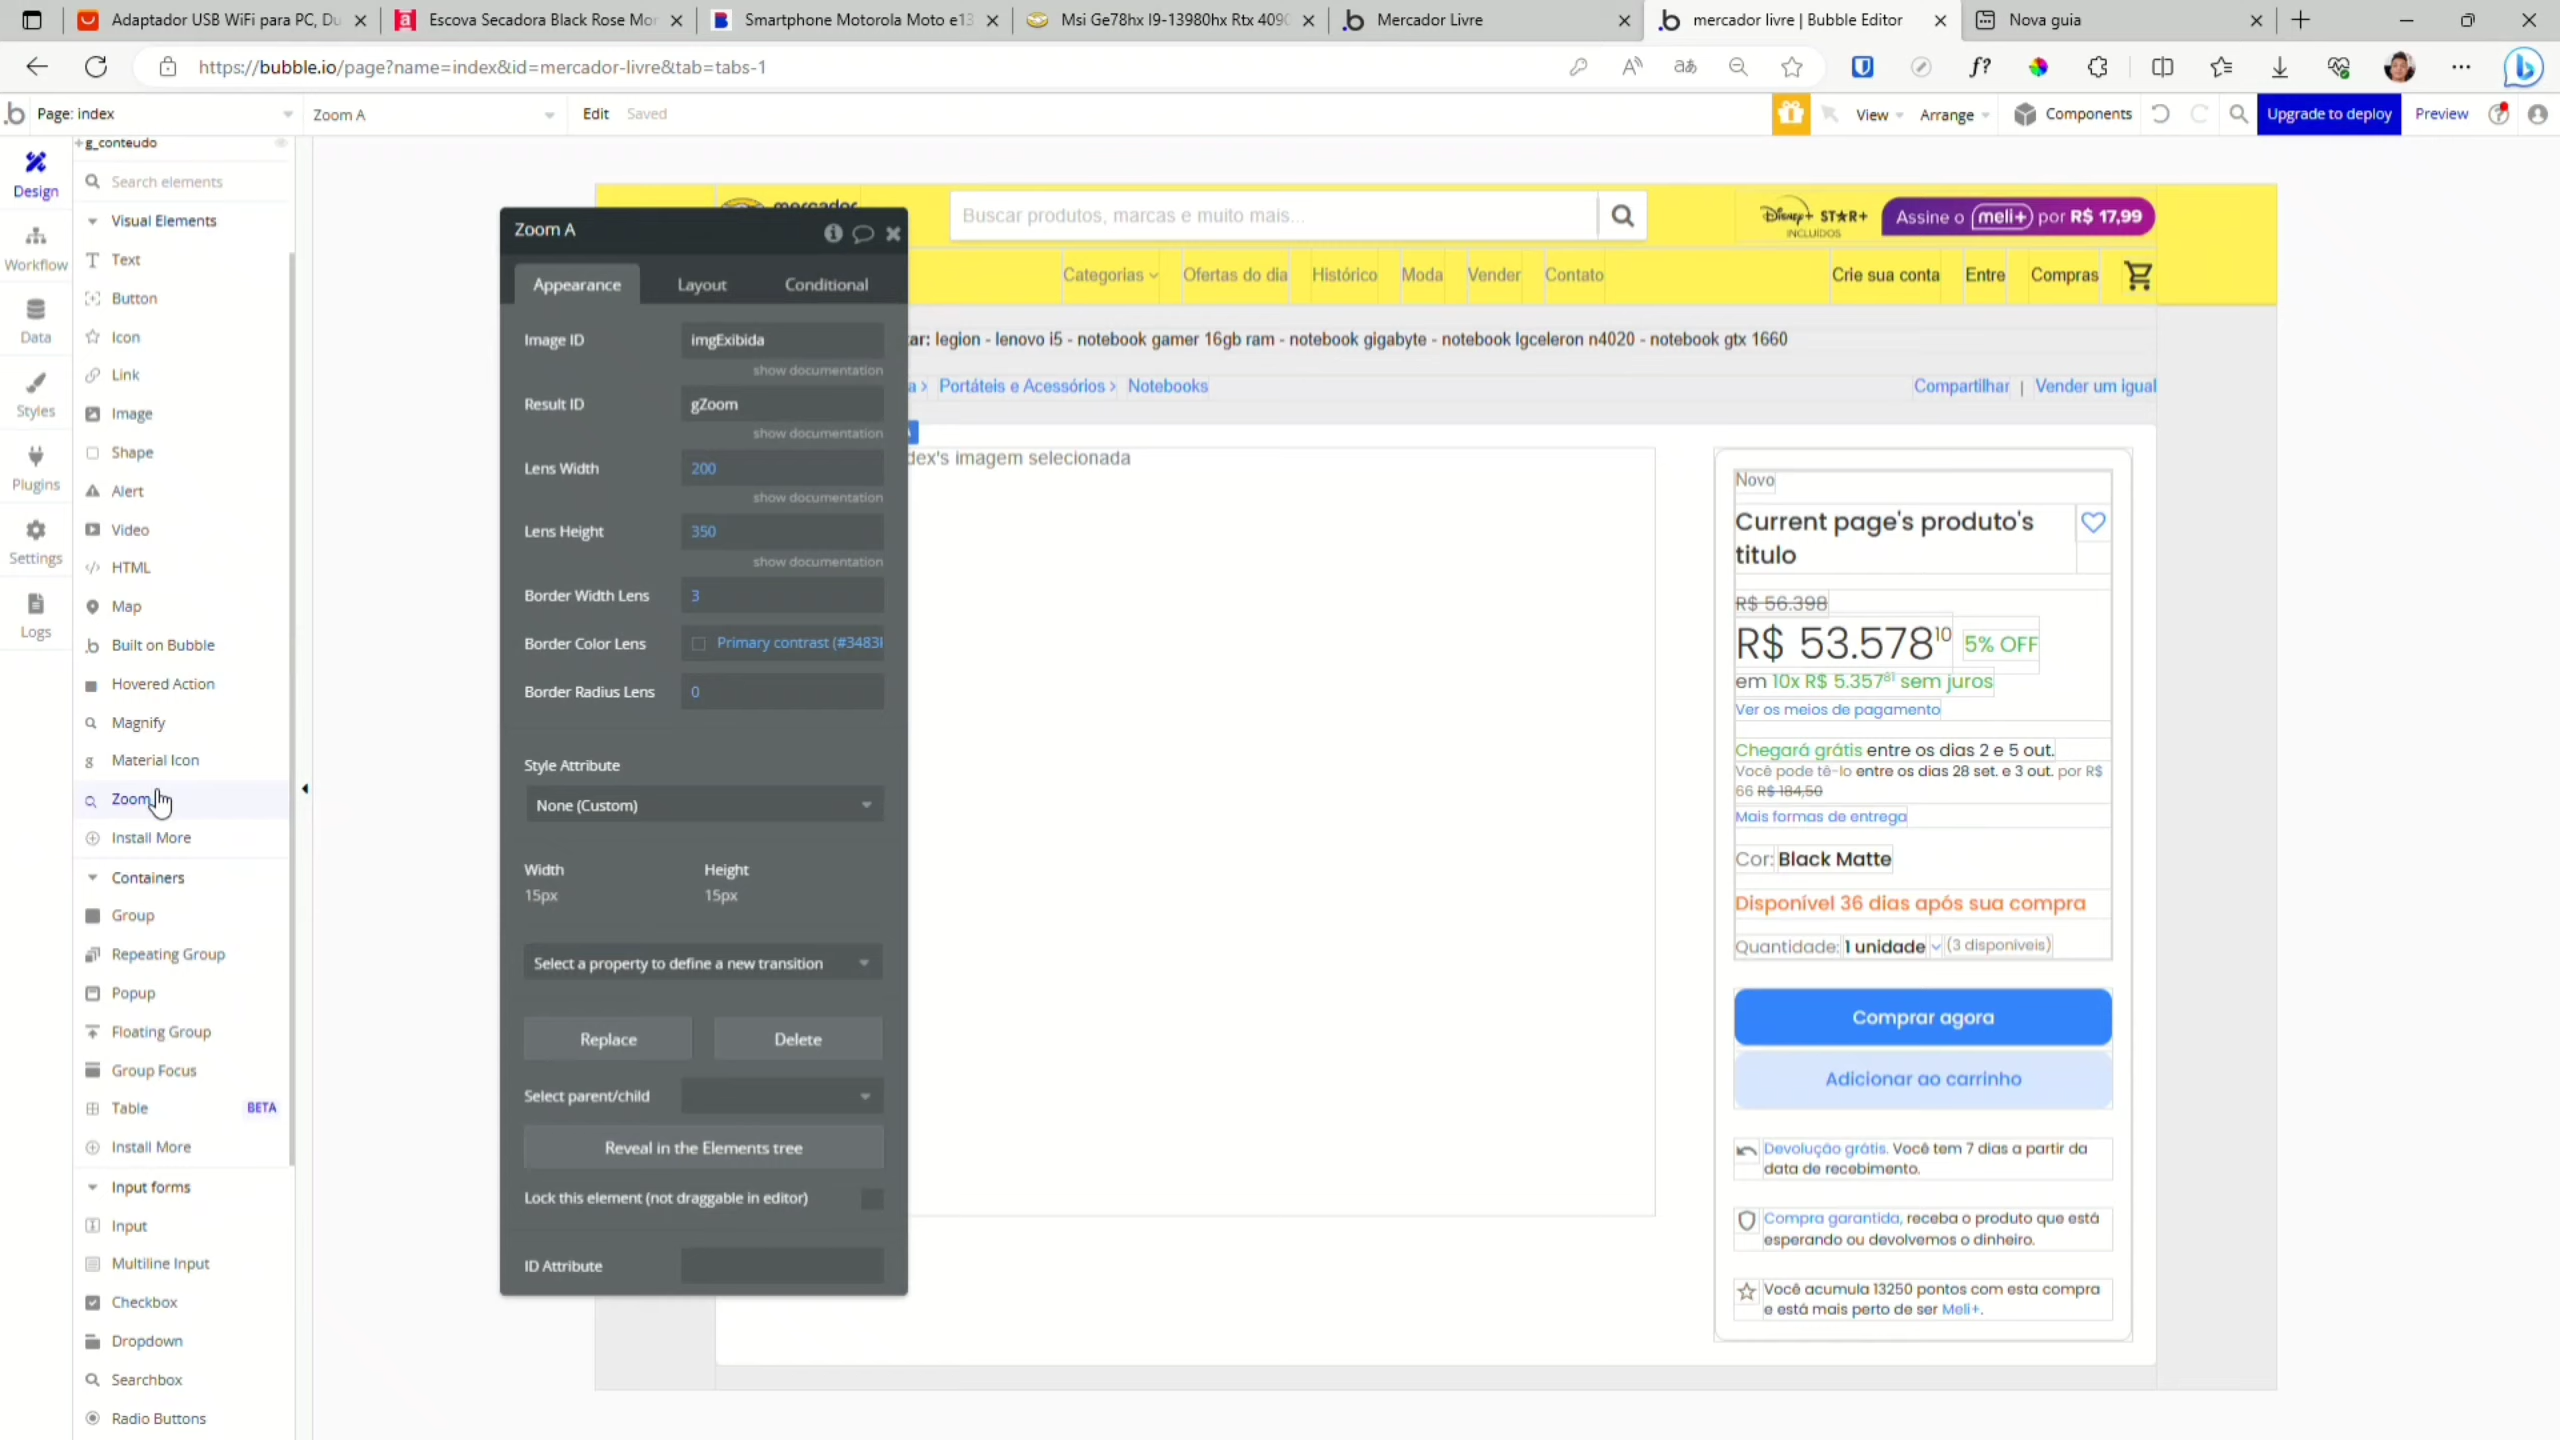 Adaptador USB WiFi para PC, Du
Escova Secadora Black Rose Mor
Smartphone Motorola Moto e13
Msi Ge78hx I9-13980hx Rtx 4090
Mercador Livre
mercador livre | Bubble Editor
Nova guia
https://bubble.io/page?name=index&id=mercador-livre&tab=tabs-1
Page: index
Zoom A
Edit
Saved
View
Arrange
Components
Upgrade to deploy
Preview
Design
Workflow
Data
Styles
Plugins
Settings
Logs
g_conteudo
Search elements
Visual Elements
Text
Button
Icon
Link
Image
Shape
Alert
Video
HTML
Map
Built on Bubble
Hovered Action
Magnify
Material Icon
Zoom
Install More
Containers
Group
Repeating Group
Popup
Floating Group
Group Focus
Table BETA
Install More
Input forms
Input
Multiline Input
Checkbox
Dropdown
Searchbox
Radio Buttons
Zoom A
Appearance Layout Conditional
Image ID imgExibida
show documentation
Result ID gZoom
show documentation
Lens Width 200
show documentation
Lens Height 350
show documentation
Border Width Lens 3
Border Color Lens Primary contrast (#3483
Border Radius Lens 0
Style Attribute
None (Custom)
Width Height
15px 15px
Select a property to define a new transition
Replace Delete
Select parent/child
Reveal in the Elements tree
Lock this element (not draggable in editor)
ID Attribute
mercador
Buscar produtos, marcas e muito mais...
Disney+ STAR+
INCLUIDOS
Assine o meli+ por R$ 17,99
Categorias Ofertas do dia Histórico Moda Vender Contato
Crie sua conta Entre Compras
ar: legion - lenovo i5 - notebook gamer 16gb ram - notebook gigabyte - notebook lgceleron n4020 - notebook gtx 1660
a > Portáteis e Acessórios > Notebooks
Compartilhar | Vender um igual
dex's imagem selecionada
Novo
Current page's produto's
titulo
R$ 56.398
R$ 53.578¹⁰ 5% OFF
em 10x R$ 5.357⁸¹ sem juros
Ver os meios de pagamento
Chegará grátis entre os dias 2 e 5 out.
Você pode tê-lo entre os dias 28 set. e 3 out. por R$
66 R$ 184,50
Mais formas de entrega
Cor: Black Matte
Disponível 36 dias após sua compra
Quantidade: 1 unidade (3 disponíveis)
Comprar agora
Adicionar ao carrinho
Devolução grátis. Você tem 7 dias a partir da
data de recebimento.
Compra garantida, receba o produto que está
esperando ou devolvemos o dinheiro.
Você acumula 13250 pontos com esta compra
e está mais perto de ser Meli+.